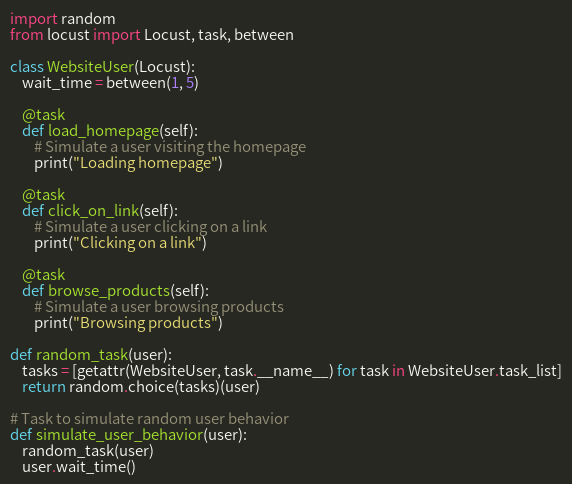 import random
from locust import Locust, task, between

class WebsiteUser(Locust):
    wait_time = between(1, 5)

    @task
    def load_homepage(self):
        # Simulate a user visiting the homepage
        print("Loading homepage")

    @task
    def click_on_link(self):
        # Simulate a user clicking on a link
        print("Clicking on a link")

    @task
    def browse_products(self):
        # Simulate a user browsing products
        print("Browsing products")

def random_task(user):
    tasks = [getattr(WebsiteUser, task.__name__) for task in WebsiteUser.task_list]
    return random.choice(tasks)(user)

# Task to simulate random user behavior
def simulate_user_behavior(user):
    random_task(user)
    user.wait_time()